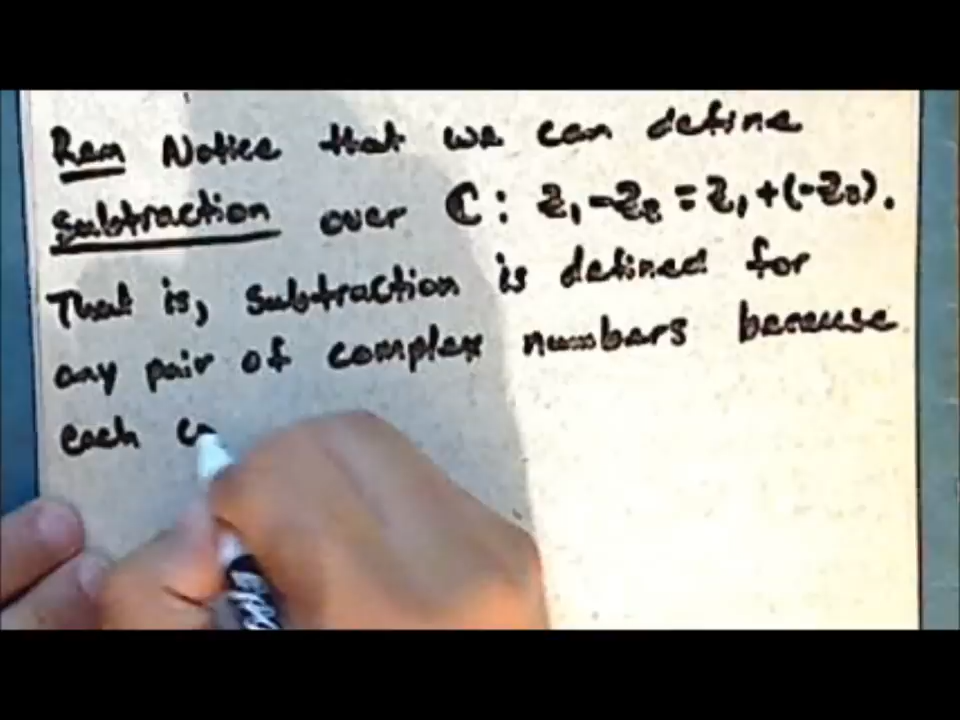 Rem Notice that we can define
subtraction over ℂ: z₁-z₂ = z₁+(-z₂).
That is, subtraction is defined for
any pair of complex numbers because
each co